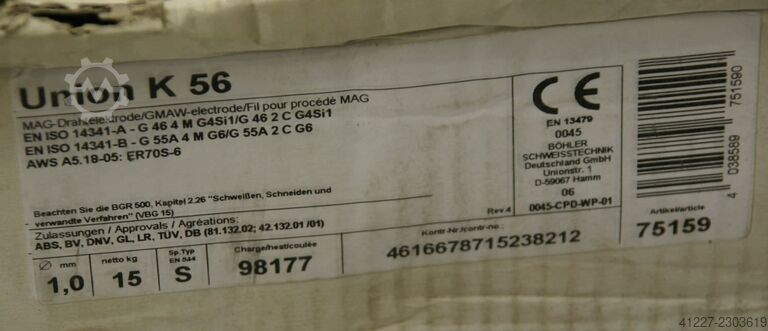 Union K 56
MAG-Drahtelektrode/GMAW-electrode/Fil pour procédé MAG
EN ISO 14341-A - G 46 4 M G4Si1/G 46 2 C G4Si1
EN ISO 14341-B - G 55A 4 M G6/G 55A 2 C G6
AWS A5.18-05: ER70S-6
Beachten Sie die BGR 500, Kapitel 2.26 "Schweißen, Schneiden und
verwandte Verfahren" (VBG 15)
Zulassungen / Approvals / Agréations:
ABS, BV, DNV, GL, LR, TÜV, DB (81.132.02; 42.132.01 /01)
Rev.4
CE
EN 13479
0045
BÖHLER
SCHWEISSTECHNIK
Deutschland GmbH
Unionstr. 1
D-59067 Hamm
06
0045-CPD-WP-01
4 038589 751590
Ø mm
1,0
netto kg
15
Sp.Typ
EN 544
S
Charge/heat/coulée
98177
Kontr-Nr./contr-no.:
4616678715238212
Artikel/article
75159
41227-2303619